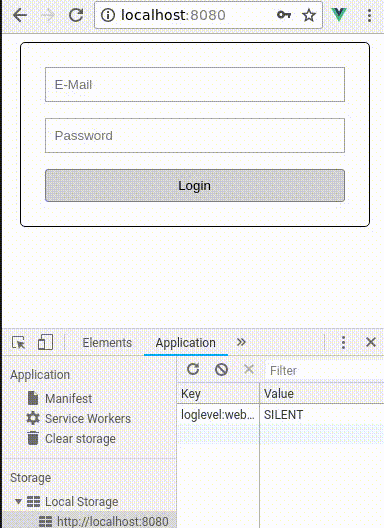 localhost:8080
E-Mail
Password
Login
Elements Application »
Application
Manifest
Service Workers
Clear storage
Storage
Local Storage
http://localhost:8080
Filter
Key Value
loglevel:web... SILENT